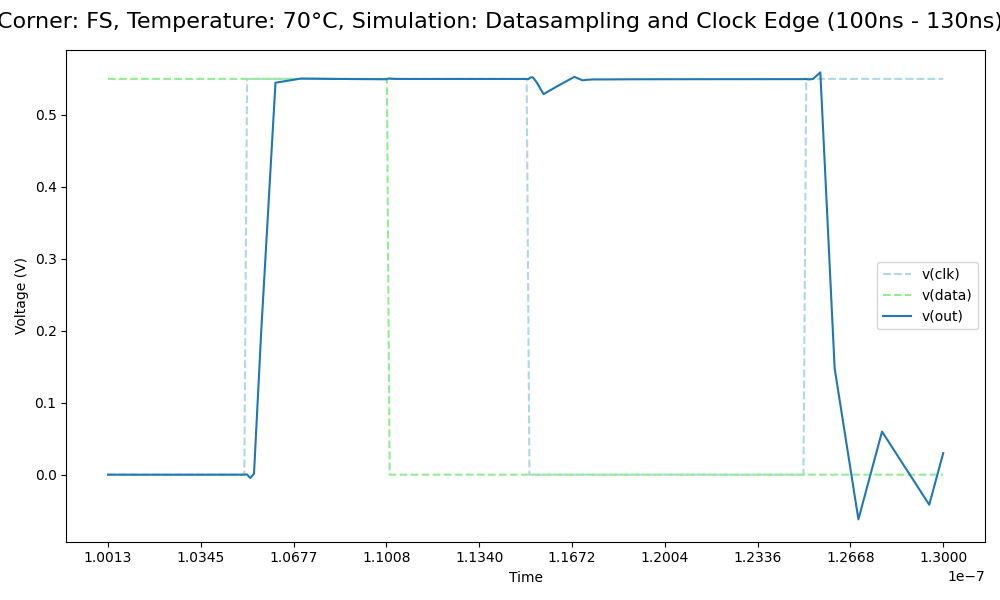 Corner: FS, Temperature: 70°C, Simulation: Datasampling and Clock Edge (100ns - 130ns)
Voltage (V)
0.5
0.4
0.3
0.2
0.1
0.0
v(clk)
v(data)
v(out)
1.0013 1.0345 1.0677 1.1008 1.1340 1.1672 1.2004 1.2336 1.2668 1.3000
1e−7
Time